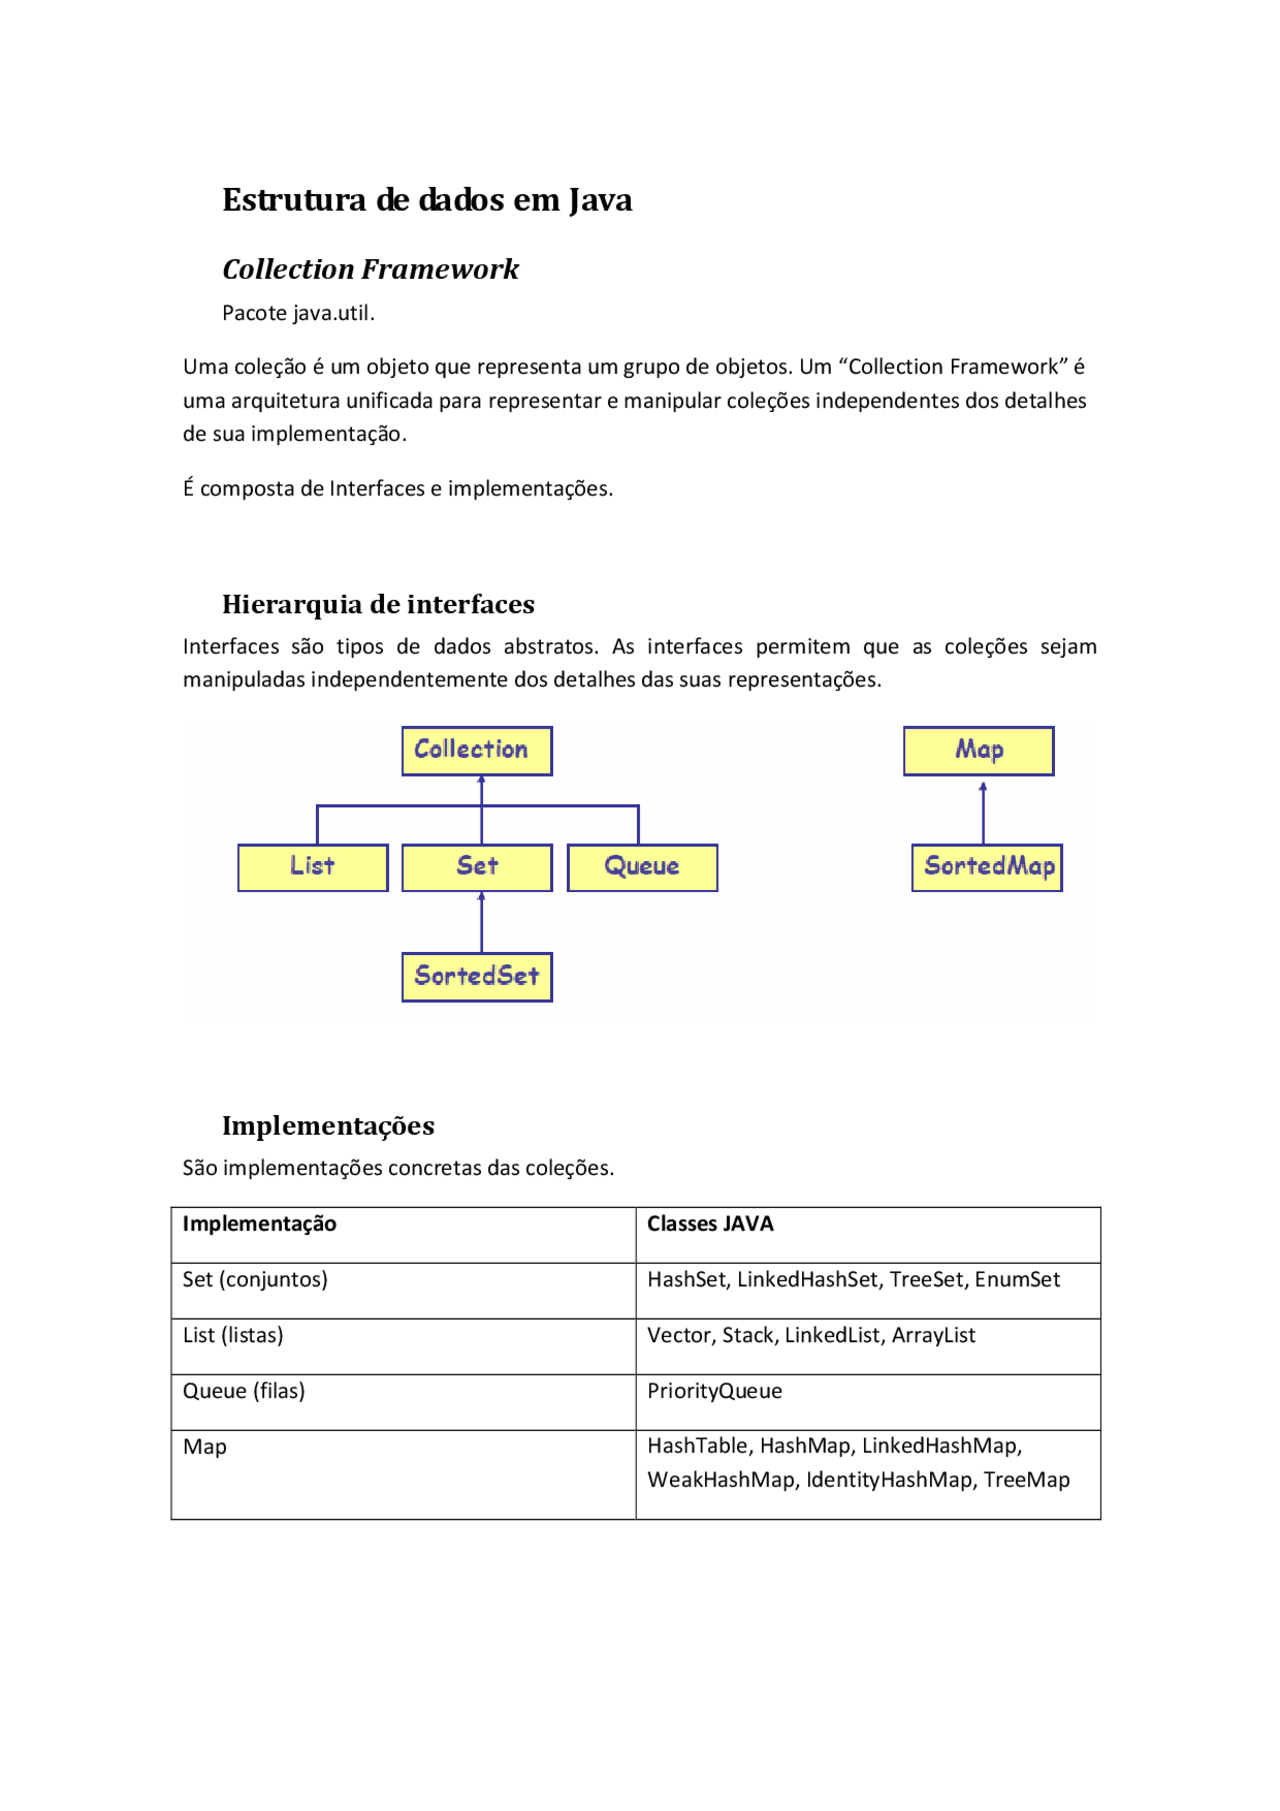 Estrutura de dados em Java
Collection Framework
Pacote java.util.
Uma coleção é um objeto que representa um grupo de objetos. Um “Collection Framework” é
uma arquitetura unificada para representar e manipular coleções independentes dos detalhes
de sua implementação.
É composta de Interfaces e implementações.
Hierarquia de interfaces
Interfaces são tipos de dados abstratos. As interfaces permitem que as coleções sejam
manipuladas independentemente dos detalhes das suas representações.
Collection
Map
List
Set
Queue
SortedMap
SortedSet
Implementações
São implementações concretas das coleções.
Implementação
Classes JAVA
Set (conjuntos)
HashSet, LinkedHashSet, TreeSet, EnumSet
List (listas)
Vector, Stack, LinkedList, ArrayList
Queue (filas)
PriorityQueue
Map
HashTable, HashMap, LinkedHashMap,
WeakHashMap, IdentityHashMap, TreeMap